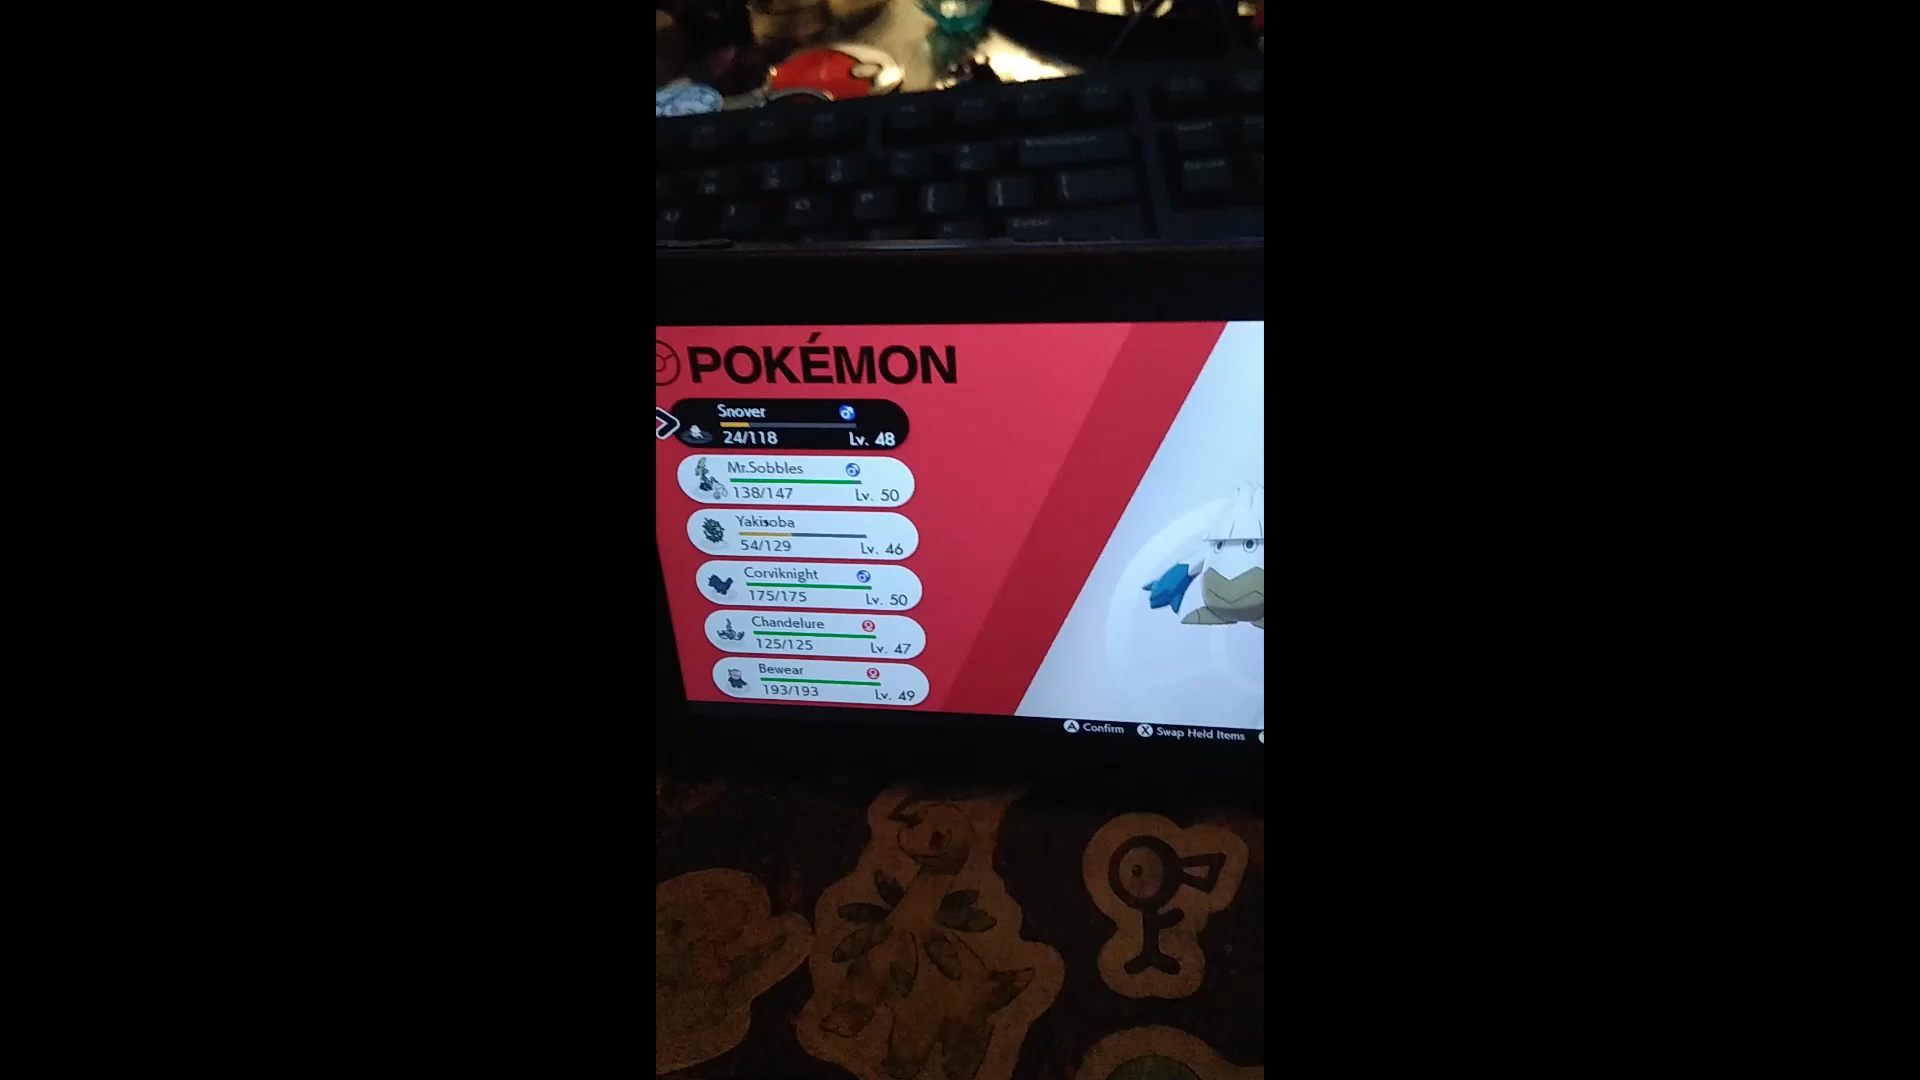 U I O P
POKÉMON
Snover
24/118 Lv. 48
Mr.Sobbles
138/147 Lv. 50
Yakisoba
54/129 Lv. 46
Corviknight
175/175 Lv. 50
Chandelure
125/125 Lv. 47
Bewear
193/193 Lv. 49
A Confirm X Swap Held Items